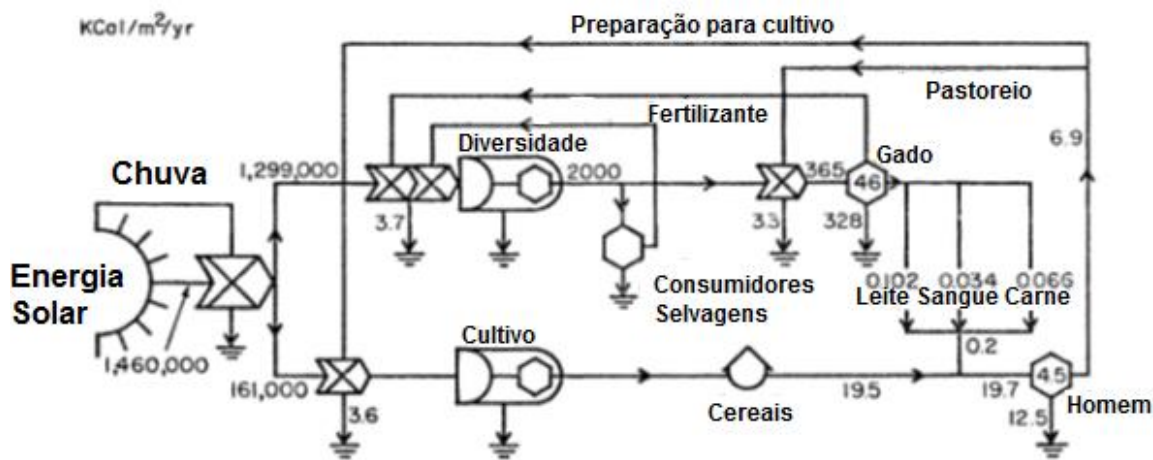 KCal/m²/yr
Preparação para cultivo
Pastoreio
Fertilizante
6.9
Diversidade
Chuva
1,299,000
2000
365
Gado
46
3.7
3.3
328
Energia
Solar
Consumidores
Selvagens
0.102
0.034
0.066
Leite
Sangue
Carne
1,460,000
Cultivo
0.2
161,000
3.6
Cereais
19.5
19.7
4.5
12.5
Homem